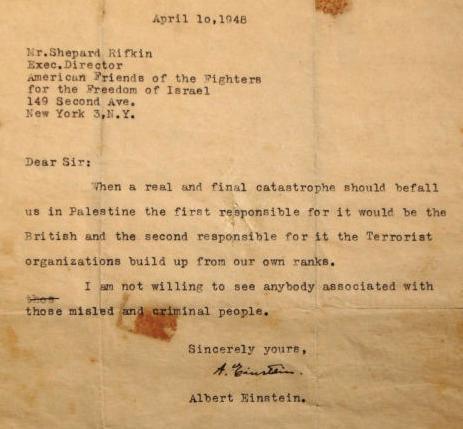 April 10,1948
Mr.Shepard Rifkin
Exec.Director
American Friends of the Fighters
for the Freedom of Israel
149 Second Ave.
New York 3,N.Y.
Dear Sir:
When a real and final catastrophe should befall
us in Palestine the first responsible for it would be the
British and the second responsible for it the Terrorist
organizations build up from our own ranks.
I am not willing to see anybody associated with
those misled and criminal people.
Sincerely yours,
A. Einstein.
Albert Einstein.